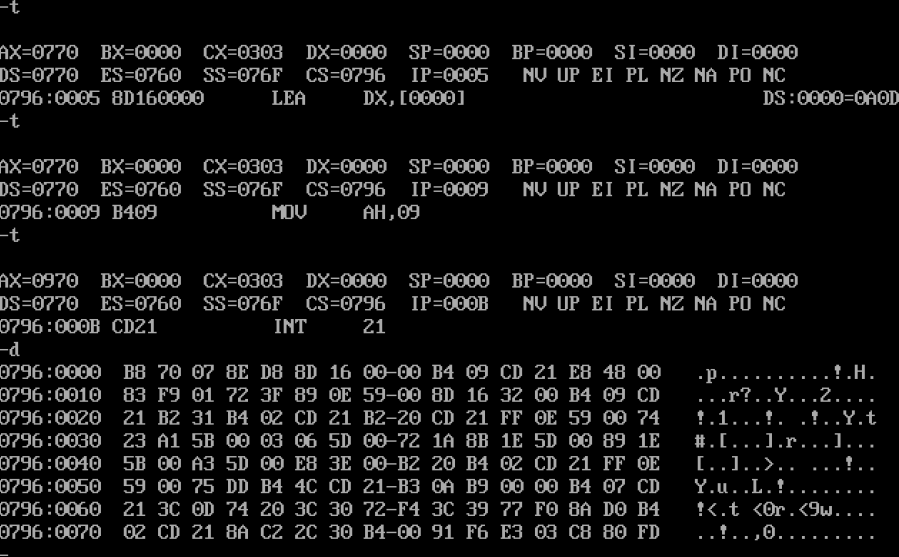 -t
AX=0770 BX=0000 CX=0303 DX=0000 SP=0000 BP=0000 SI=0000 DI=0000
DS=0770 ES=0760 SS=076F CS=0796 IP=0005 NV UP EI PL NZ NA PO NC
0796:0005 8D160000 LEA DX,[0000] DS:0000=0A0D
-t
AX=0770 BX=0000 CX=0303 DX=0000 SP=0000 BP=0000 SI=0000 DI=0000
DS=0770 ES=0760 SS=076F CS=0796 IP=0009 NV UP EI PL NZ NA PO NC
0796:0009 B409 MOV AH,09
-t
AX=0970 BX=0000 CX=0303 DX=0000 SP=0000 BP=0000 SI=0000 DI=0000
DS=0770 ES=0760 SS=076F CS=0796 IP=000B NV UP EI PL NZ NA PO NC
0796:000B CD21 INT 21
-d
0796:0000 B8 70 07 8E D8 8D 16 00-00 B4 09 CD 21 E8 48 00 .p..........!.H.
0796:0010 83 F9 01 72 3F 89 0E 59-00 8D 16 32 00 B4 09 CD ...r?..Y...2....
0796:0020 21 B2 31 B4 02 CD 21 B2-20 CD 21 FF 0E 59 00 74 !.1...!. .!..Y.t
0796:0030 23 A1 5B 00 03 06 5D 00-72 1A 8B 1E 5D 00 89 1E #.[...].r...]...
0796:0040 5B 00 A3 5D 00 E8 3E 00-B2 20 B4 02 CD 21 FF 0E [..]..>.. ...!..
0796:0050 59 00 75 DD B4 4C CD 21-B3 0A B9 00 00 B4 07 CD Y.u..L.!........
0796:0060 21 3C 0D 74 20 3C 30 72-F4 3C 39 77 F0 8A D0 B4 !<.t <0r.<9w....
0796:0070 02 CD 21 8A C2 2C 30 B4-00 91 F6 E3 03 C8 80 FD ..!..,0.........
-